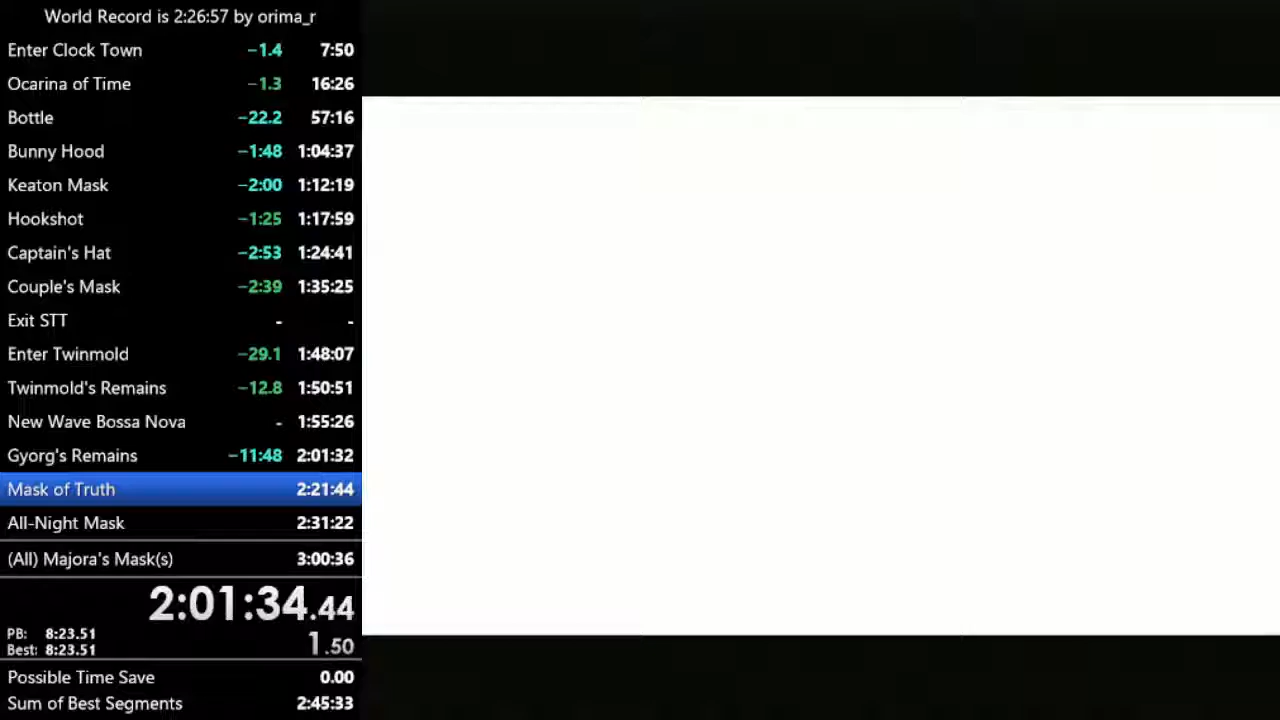 World Record is 2:26:57 by orima_r
Enter Clock Town −1.4 7:50
Ocarina of Time −1.3 16:26
Bottle −22.2 57:16
Bunny Hood −1:48 1:04:37
Keaton Mask −2:00 1:12:19
Hookshot −1:25 1:17:59
Captain's Hat −2:53 1:24:41
Couple's Mask −2:39 1:35:25
Exit STT - -
Enter Twinmold −29.1 1:48:07
Twinmold's Remains −12.8 1:50:51
New Wave Bossa Nova - 1:55:26
Gyorg's Remains −11:48 2:01:32
Mask of Truth 2:21:44
All-Night Mask 2:31:22
(All) Majora's Mask(s) 3:00:36
2:01:34.44
PB: 8:23.51
Best: 8:23.51 1.50
Possible Time Save 0.00
Sum of Best Segments 2:45:33